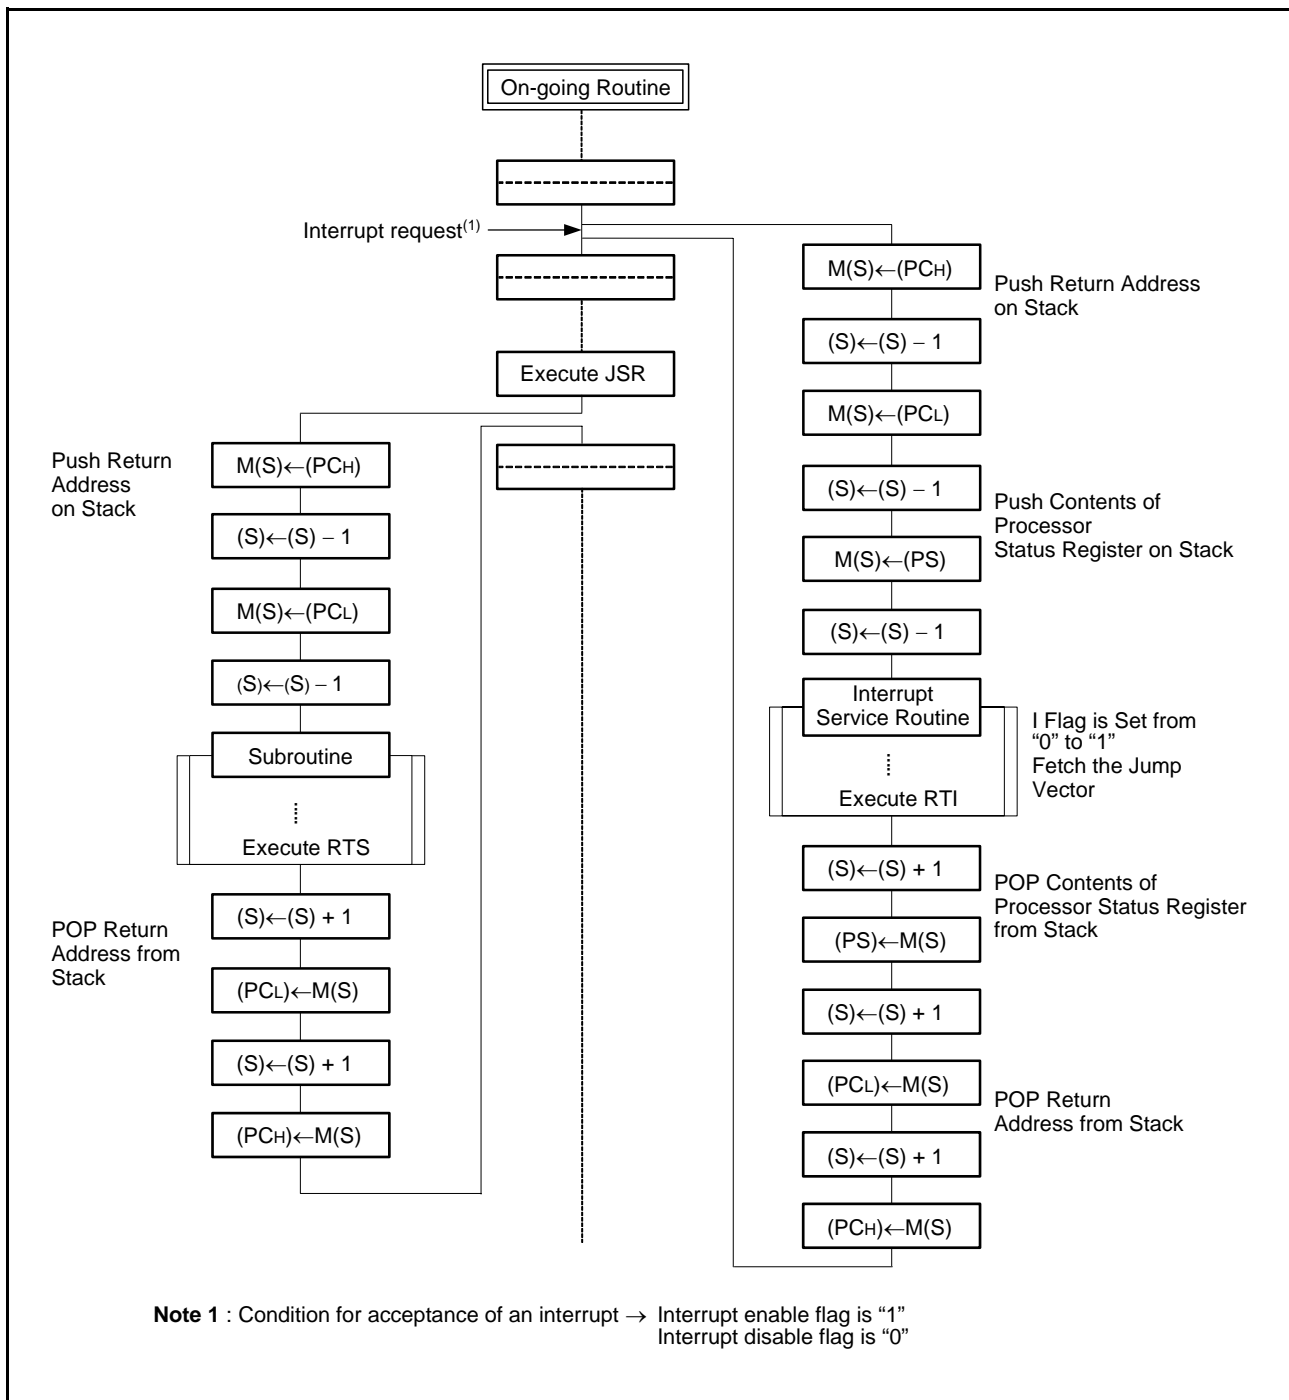 On-going Routine
Interrupt request(1)
Execute JSR
Push Return
Address
on Stack
M(S)←(PCH)
(S)←(S) – 1
M(S)←(PCL)
(S)←(S) – 1
Subroutine
Execute RTS
POP Return
Address from
Stack
(S)←(S) + 1
(PCL)←M(S)
(S)←(S) + 1
(PCH)←M(S)
M(S)←(PCH)
Push Return Address
on Stack
(S)←(S) – 1
M(S)←(PCL)
(S)←(S) – 1
Push Contents of
Processor
Status Register on Stack
M(S)←(PS)
(S)←(S) – 1
Interrupt
Service Routine
I Flag is Set from
“0” to “1”
Fetch the Jump
Vector
Execute RTI
(S)←(S) + 1
POP Contents of
Processor Status Register
from Stack
(PS)←M(S)
(S)←(S) + 1
(PCL)←M(S)
POP Return
Address from Stack
(S)←(S) + 1
(PCH)←M(S)
Note 1 : Condition for acceptance of an interrupt → Interrupt enable flag is “1”
Interrupt disable flag is “0”